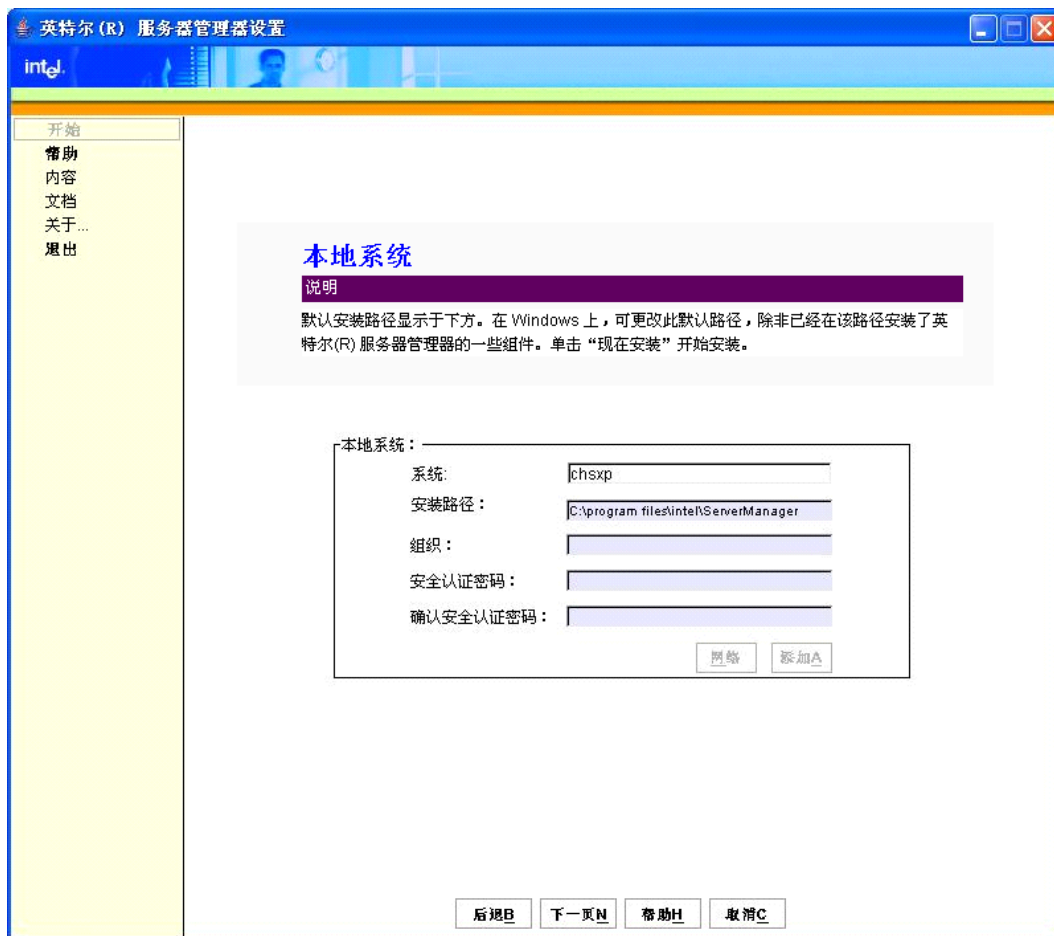 英特尔(R) 服务器管理器设置
intel.
开始
帮助
内容
文档
关于...
退出
本地系统
说明
默认安装路径显示于下方。在 Windows 上，可更改此默认路径，除非已经在该路径安装了英
特尔(R) 服务器管理器的一些组件。单击“现在安装”开始安装。
本地系统：
系统: chsxp
安装路径： C:\program files\intel\ServerManager
组织：
安全认证密码：
确认安全认证密码：
网络 添加A
后退B 下一页N 帮助H 取消C